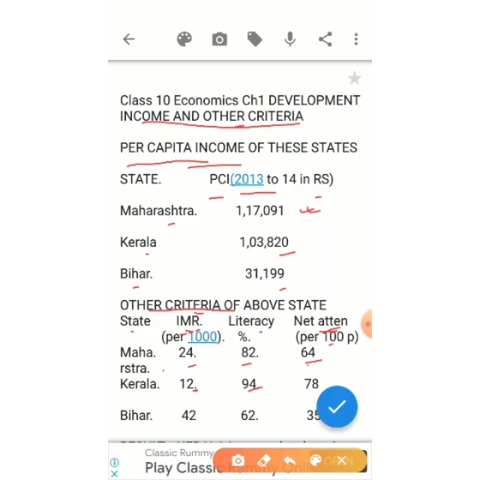 Class 10 Economics Ch1 DEVELOPMENT
INCOME AND OTHER CRITERIA
PER CAPITA INCOME OF THESE STATES
STATE. PCI(2013 to 14 in RS)
Maharashtra. 1,17,091
Kerala 1,03,820
Bihar. 31,199
OTHER CRITERIA OF ABOVE STATE
State IMR. Literacy Net atten
(per 1000). %. (per 100 p)
Maha. 24. 82. 64
rstra.
Kerala. 12. 94 78
Bihar. 42 62. 35
Classic Rummy
Play Classic Rummy